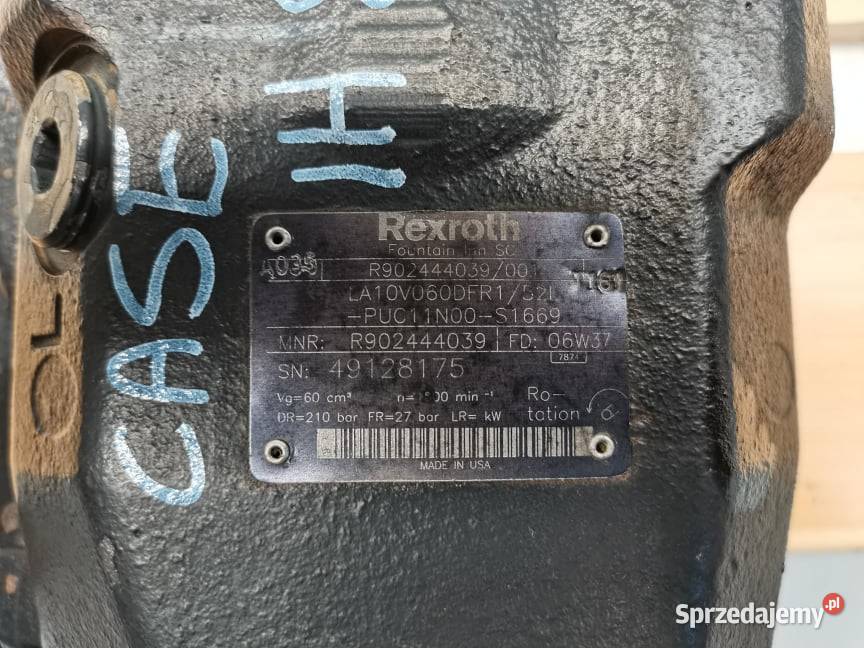 CASE
IH
OL
Rexroth
Fountain Inn SC
R902444039/001
LA10VO60DFR1/52L
-PUC11N00-S1669
MNR: R902444039 FD: 06W37
7874
SN: 49128175
Vg=60 cm³ min⁻¹
DR=210 bar FR=27 bar LR= kW
Ro-
tation
MADE IN USA
Sprzedajemy.pl